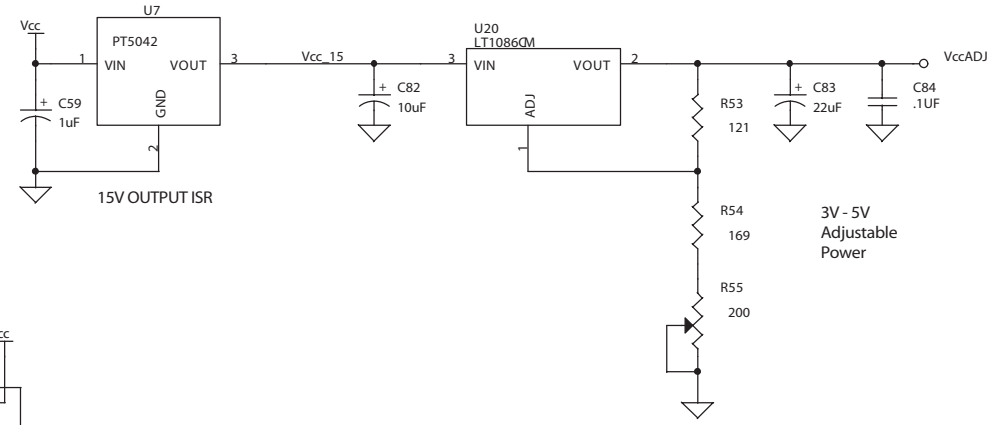 U7
Vcc
PT5042
1
VIN
VOUT
3
GND
2
+
C59
1uF
15V OUTPUT ISR
Vcc_15
+
C82
10uF
U20
LT1086CM
3
VIN
VOUT
2
ADJ
1
VccADJ
R53
121
+
C83
22uF
C84
.1UF
R54
169
3V - 5V
Adjustable
Power
R55
200